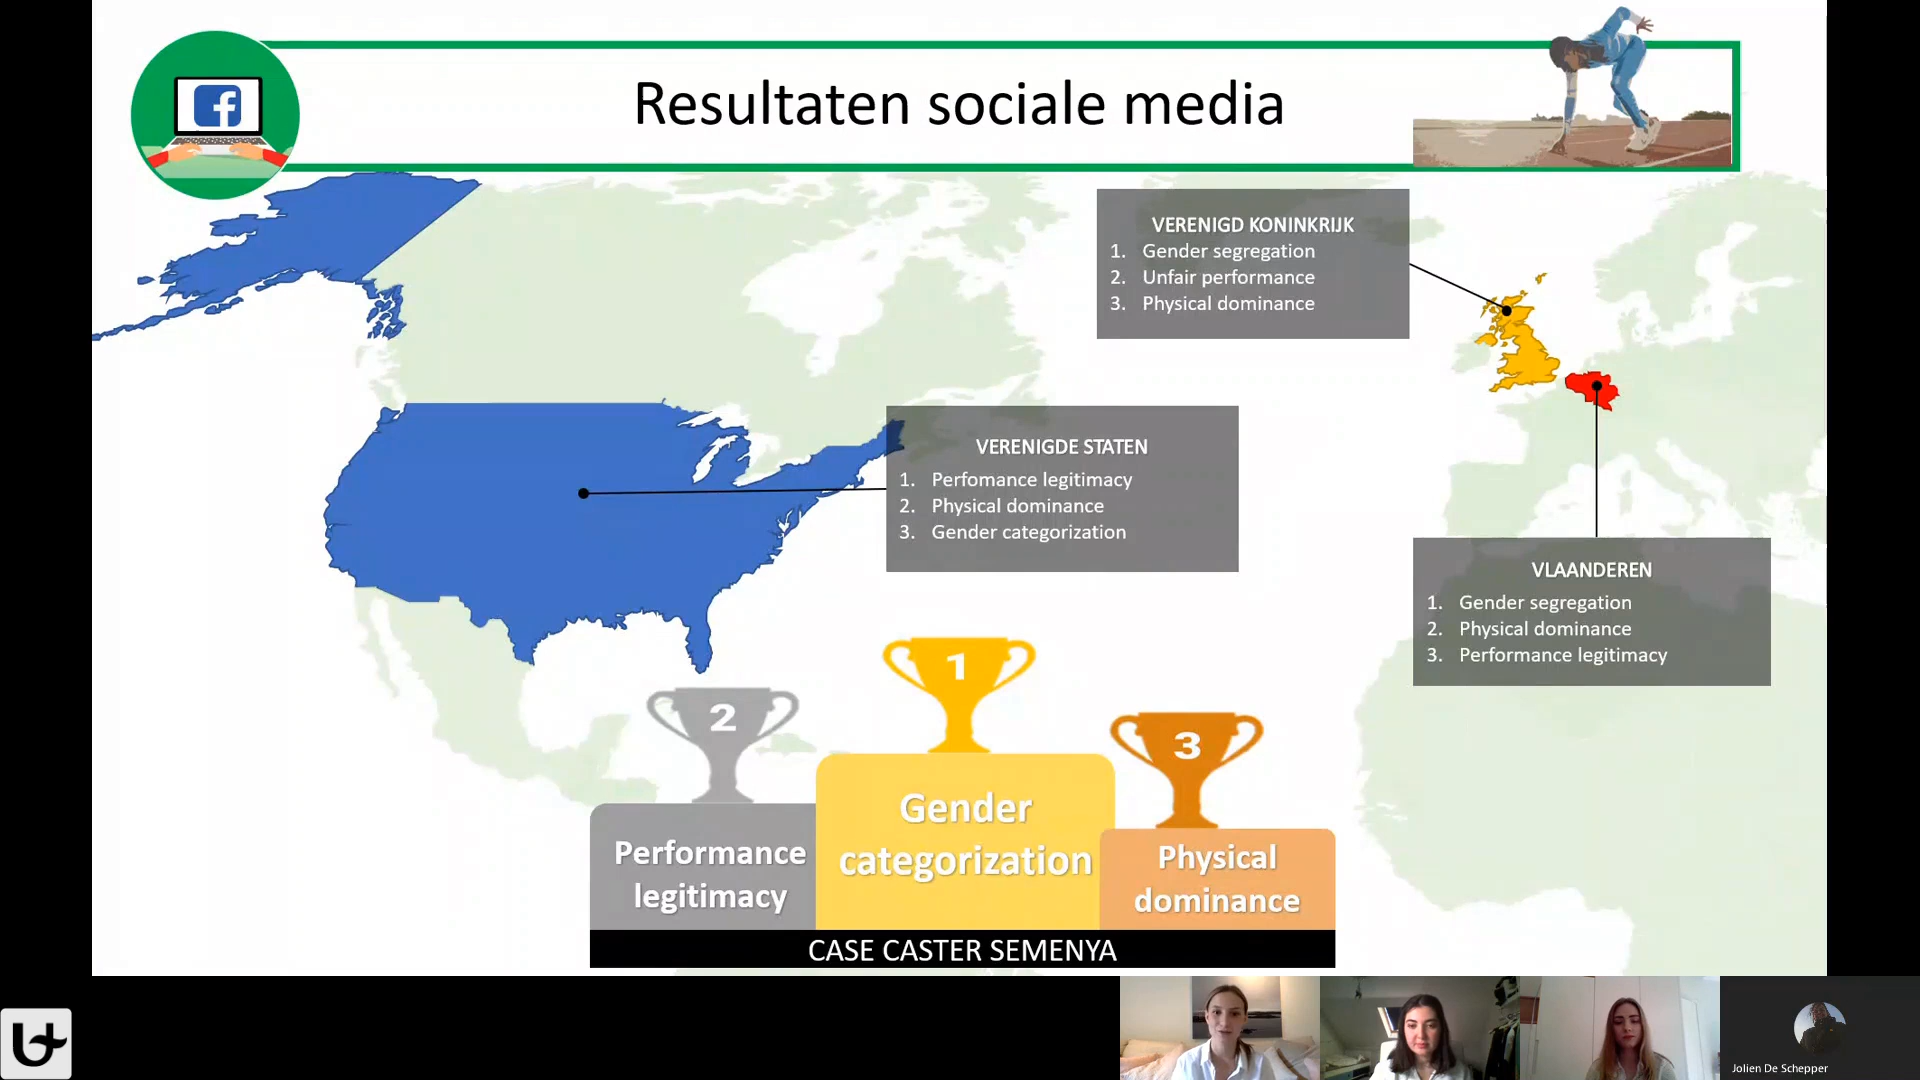 Resultaten sociale media
VERENIGD KONINKRIJK
1. Gender segregation
2. Unfair performance
3. Physical dominance
VERENIGDE STATEN
1. Perfomance legitimacy
2. Physical dominance
3. Gender categorization
VLAANDEREN
1. Gender segregation
2. Physical dominance
3. Performance legitimacy
1
2
3
Gender
categorization
Performance
legitimacy
Physical
dominance
CASE CASTER SEMENYA
Jolien De Schepper